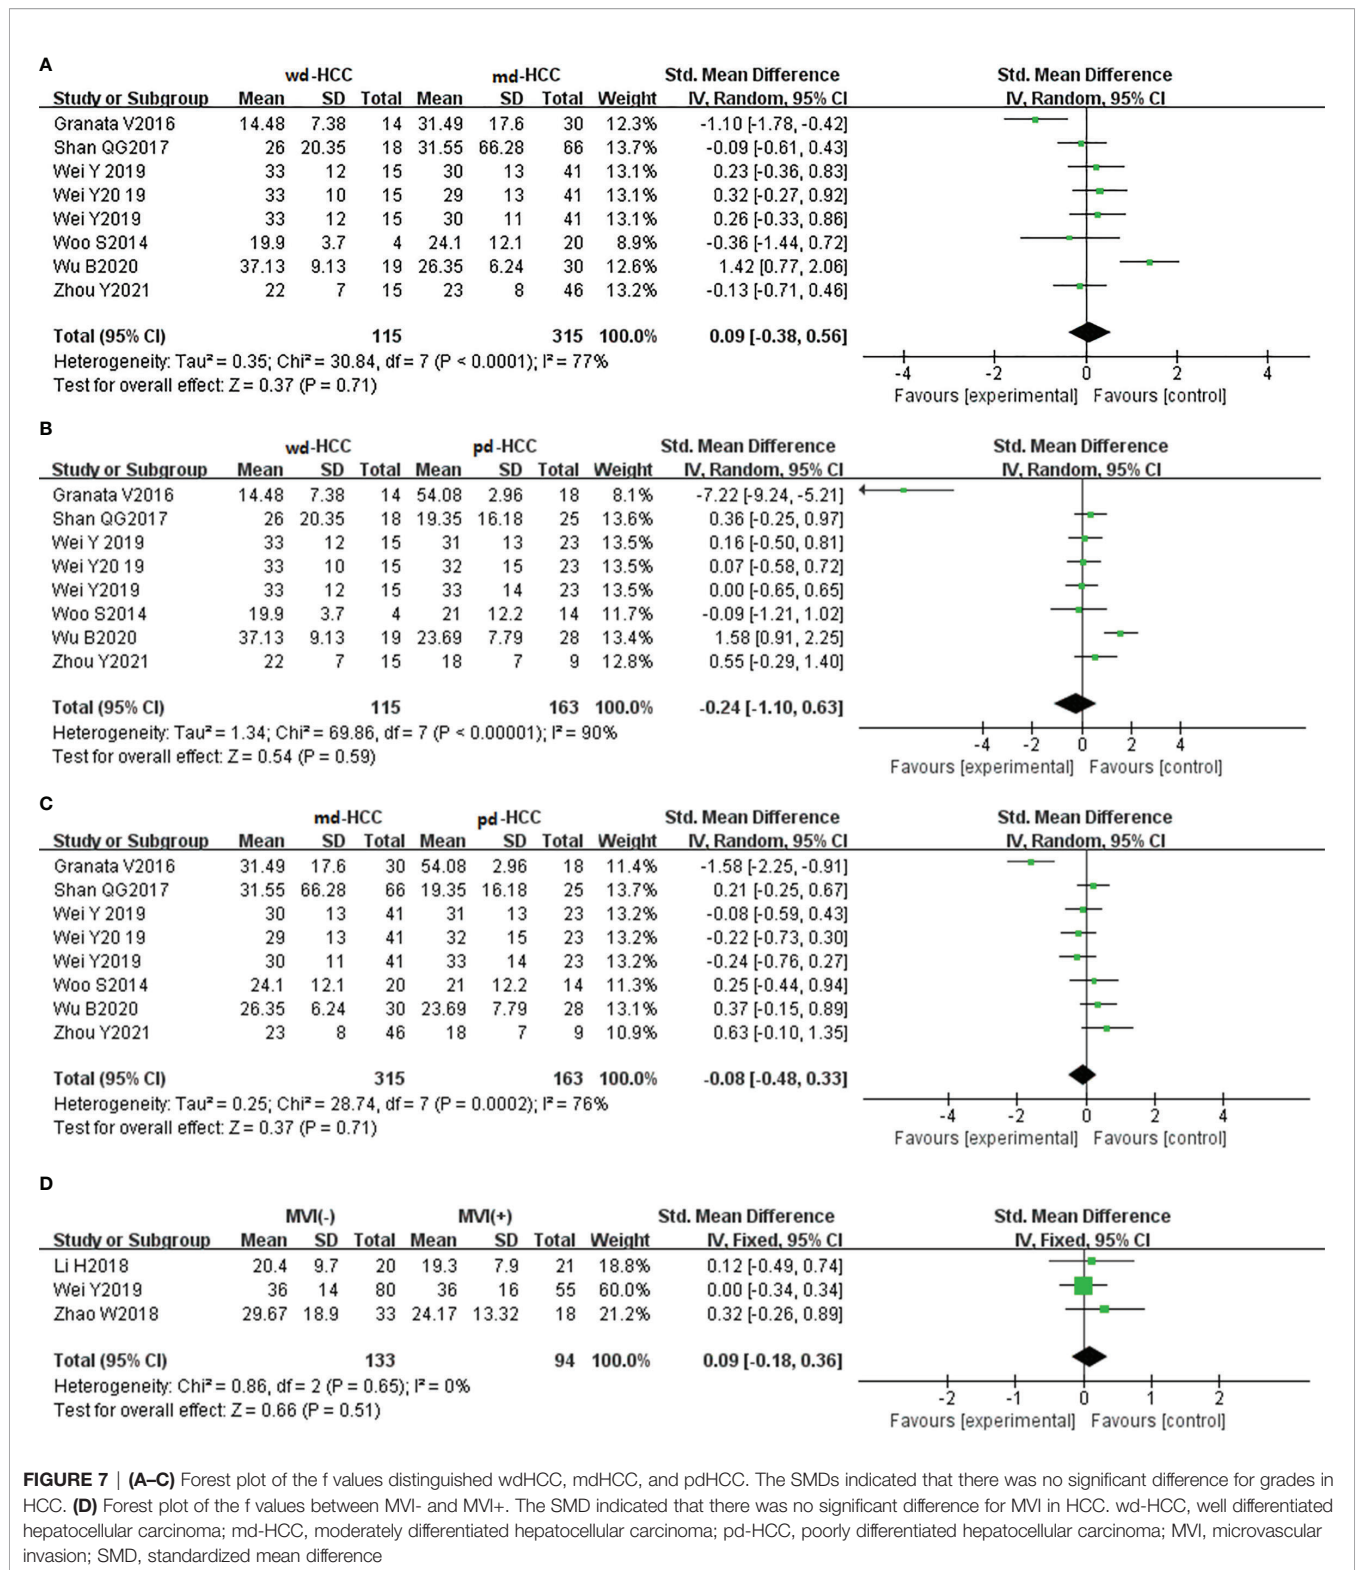 A
wd-HCC md-HCC Std. Mean Difference Std. Mean Difference
Study or Subgroup Mean SD Total Mean SD Total Weight IV, Random, 95% CI IV, Random, 95% CI
Granata V2016 14.48 7.38 14 31.49 17.6 30 12.3% -1.10 [-1.78, -0.42]
Shan QG2017 26 20.35 18 31.55 66.28 66 13.7% -0.09 [-0.61, 0.43]
Wei Y 2019 33 12 15 30 13 41 13.1% 0.23 [-0.36, 0.83]
Wei Y20 19 33 10 15 29 13 41 13.1% 0.32 [-0.27, 0.92]
Wei Y2019 33 12 15 30 11 41 13.1% 0.26 [-0.33, 0.86]
Woo S2014 19.9 3.7 4 24.1 12.1 20 8.9% -0.36 [-1.44, 0.72]
Wu B2020 37.13 9.13 19 26.35 6.24 30 12.6% 1.42 [0.77, 2.06]
Zhou Y2021 22 7 15 23 8 46 13.2% -0.13 [-0.71, 0.46]
Total (95% CI) 115 315 100.0% 0.09 [-0.38, 0.56]
Heterogeneity: Tau² = 0.35; Chi² = 30.84, df = 7 (P < 0.0001); I² = 77%
Test for overall effect: Z = 0.37 (P = 0.71)
-4 -2 0 2 4
Favours [experimental] Favours [control]
B
wd-HCC pd-HCC Std. Mean Difference Std. Mean Difference
Study or Subgroup Mean SD Total Mean SD Total Weight IV, Random, 95% CI IV, Random, 95% CI
Granata V2016 14.48 7.38 14 54.08 2.96 18 8.1% -7.22 [-9.24, -5.21]
Shan QG2017 26 20.35 18 19.35 16.18 25 13.6% 0.36 [-0.25, 0.97]
Wei Y 2019 33 12 15 31 13 23 13.5% 0.16 [-0.50, 0.81]
Wei Y20 19 33 10 15 32 15 23 13.5% 0.07 [-0.58, 0.72]
Wei Y2019 33 12 15 33 14 23 13.5% 0.00 [-0.65, 0.65]
Woo S2014 19.9 3.7 4 21 12.2 14 11.7% -0.09 [-1.21, 1.02]
Wu B2020 37.13 9.13 19 23.69 7.79 28 13.4% 1.58 [0.91, 2.25]
Zhou Y2021 22 7 15 18 7 9 12.8% 0.55 [-0.29, 1.40]
Total (95% CI) 115 163 100.0% -0.24 [-1.10, 0.63]
Heterogeneity: Tau² = 1.34; Chi² = 69.86, df = 7 (P < 0.00001); I² = 90%
Test for overall effect: Z = 0.54 (P = 0.59)
-4 -2 0 2 4
Favours [experimental] Favours [control]
C
md-HCC pd-HCC Std. Mean Difference Std. Mean Difference
Study or Subgroup Mean SD Total Mean SD Total Weight IV, Random, 95% CI IV, Random, 95% CI
Granata V2016 31.49 17.6 30 54.08 2.96 18 11.4% -1.58 [-2.25, -0.91]
Shan QG2017 31.55 66.28 66 19.35 16.18 25 13.7% 0.21 [-0.25, 0.67]
Wei Y 2019 30 13 41 31 13 23 13.2% -0.08 [-0.59, 0.43]
Wei Y20 19 29 13 41 32 15 23 13.2% -0.22 [-0.73, 0.30]
Wei Y2019 30 11 41 33 14 23 13.2% -0.24 [-0.76, 0.27]
Woo S2014 24.1 12.1 20 21 12.2 14 11.3% 0.25 [-0.44, 0.94]
Wu B2020 26.35 6.24 30 23.69 7.79 28 13.1% 0.37 [-0.15, 0.89]
Zhou Y2021 23 8 46 18 7 9 10.9% 0.63 [-0.10, 1.35]
Total (95% CI) 315 163 100.0% -0.08 [-0.48, 0.33]
Heterogeneity: Tau² = 0.25; Chi² = 28.74, df = 7 (P = 0.0002); I² = 76%
Test for overall effect: Z = 0.37 (P = 0.71)
-4 -2 0 2 4
Favours [experimental] Favours [control]
D
MVI(-) MVI(+) Std. Mean Difference Std. Mean Difference
Study or Subgroup Mean SD Total Mean SD Total Weight IV, Fixed, 95% CI IV, Fixed, 95% CI
Li H2018 20.4 9.7 20 19.3 7.9 21 18.8% 0.12 [-0.49, 0.74]
Wei Y2019 36 14 80 36 16 55 60.0% 0.00 [-0.34, 0.34]
Zhao W2018 29.67 18.9 33 24.17 13.32 18 21.2% 0.32 [-0.26, 0.89]
Total (95% CI) 133 94 100.0% 0.09 [-0.18, 0.36]
Heterogeneity: Chi² = 0.86, df = 2 (P = 0.65); I² = 0%
Test for overall effect: Z = 0.66 (P = 0.51)
-2 -1 0 1 2
Favours [experimental] Favours [control]
FIGURE 7 | (A–C) Forest plot of the f values distinguished wdHCC, mdHCC, and pdHCC. The SMDs indicated that there was no significant difference for grades in
HCC. (D) Forest plot of the f values between MVI- and MVI+. The SMD indicated that there was no significant difference for MVI in HCC. wd-HCC, well differentiated
hepatocellular carcinoma; md-HCC, moderately differentiated hepatocellular carcinoma; pd-HCC, poorly differentiated hepatocellular carcinoma; MVI, microvascular
invasion; SMD, standardized mean difference